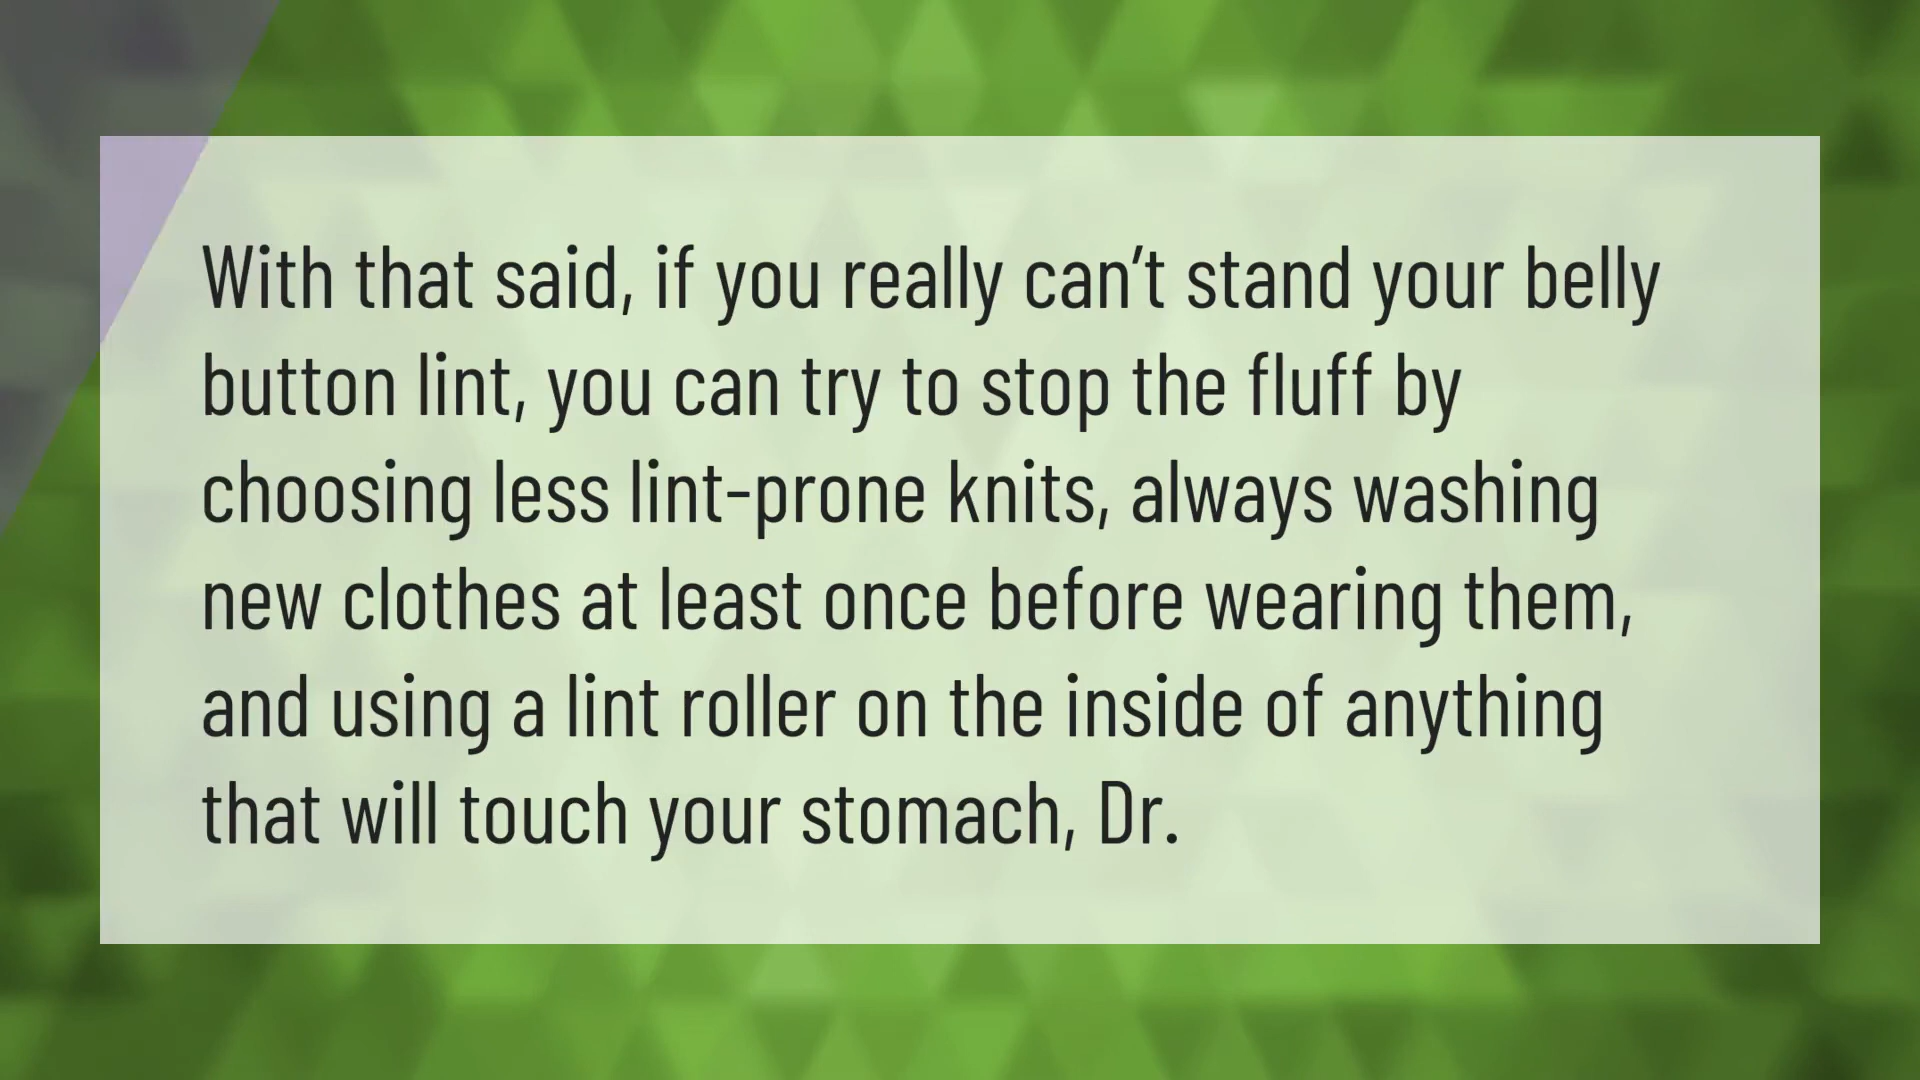 With that said, if you really can’t stand your belly
button lint, you can try to stop the fluff by
choosing less lint-prone knits, always washing
new clothes at least once before wearing them,
and using a lint roller on the inside of anything
that will touch your stomach, Dr.